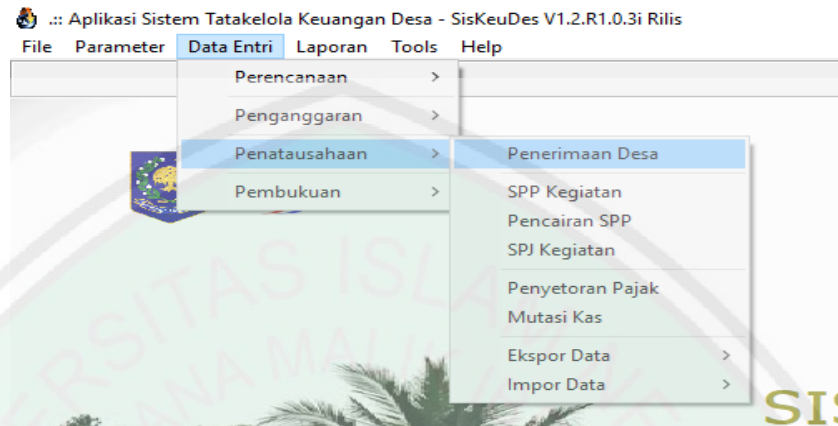 .:: Aplikasi Sistem Tatakelola Keuangan Desa - SisKeuDes V1.2.R1.0.3i Rilis
File Parameter Data Entri Laporan Tools Help
Perencanaan >
Penganggaran >
Penatausahaan >
Pembukuan >
Penerimaan Desa
SPP Kegiatan
Pencairan SPP
SPJ Kegiatan
Penyetoran Pajak
Mutasi Kas
Ekspor Data >
Impor Data >
SIS